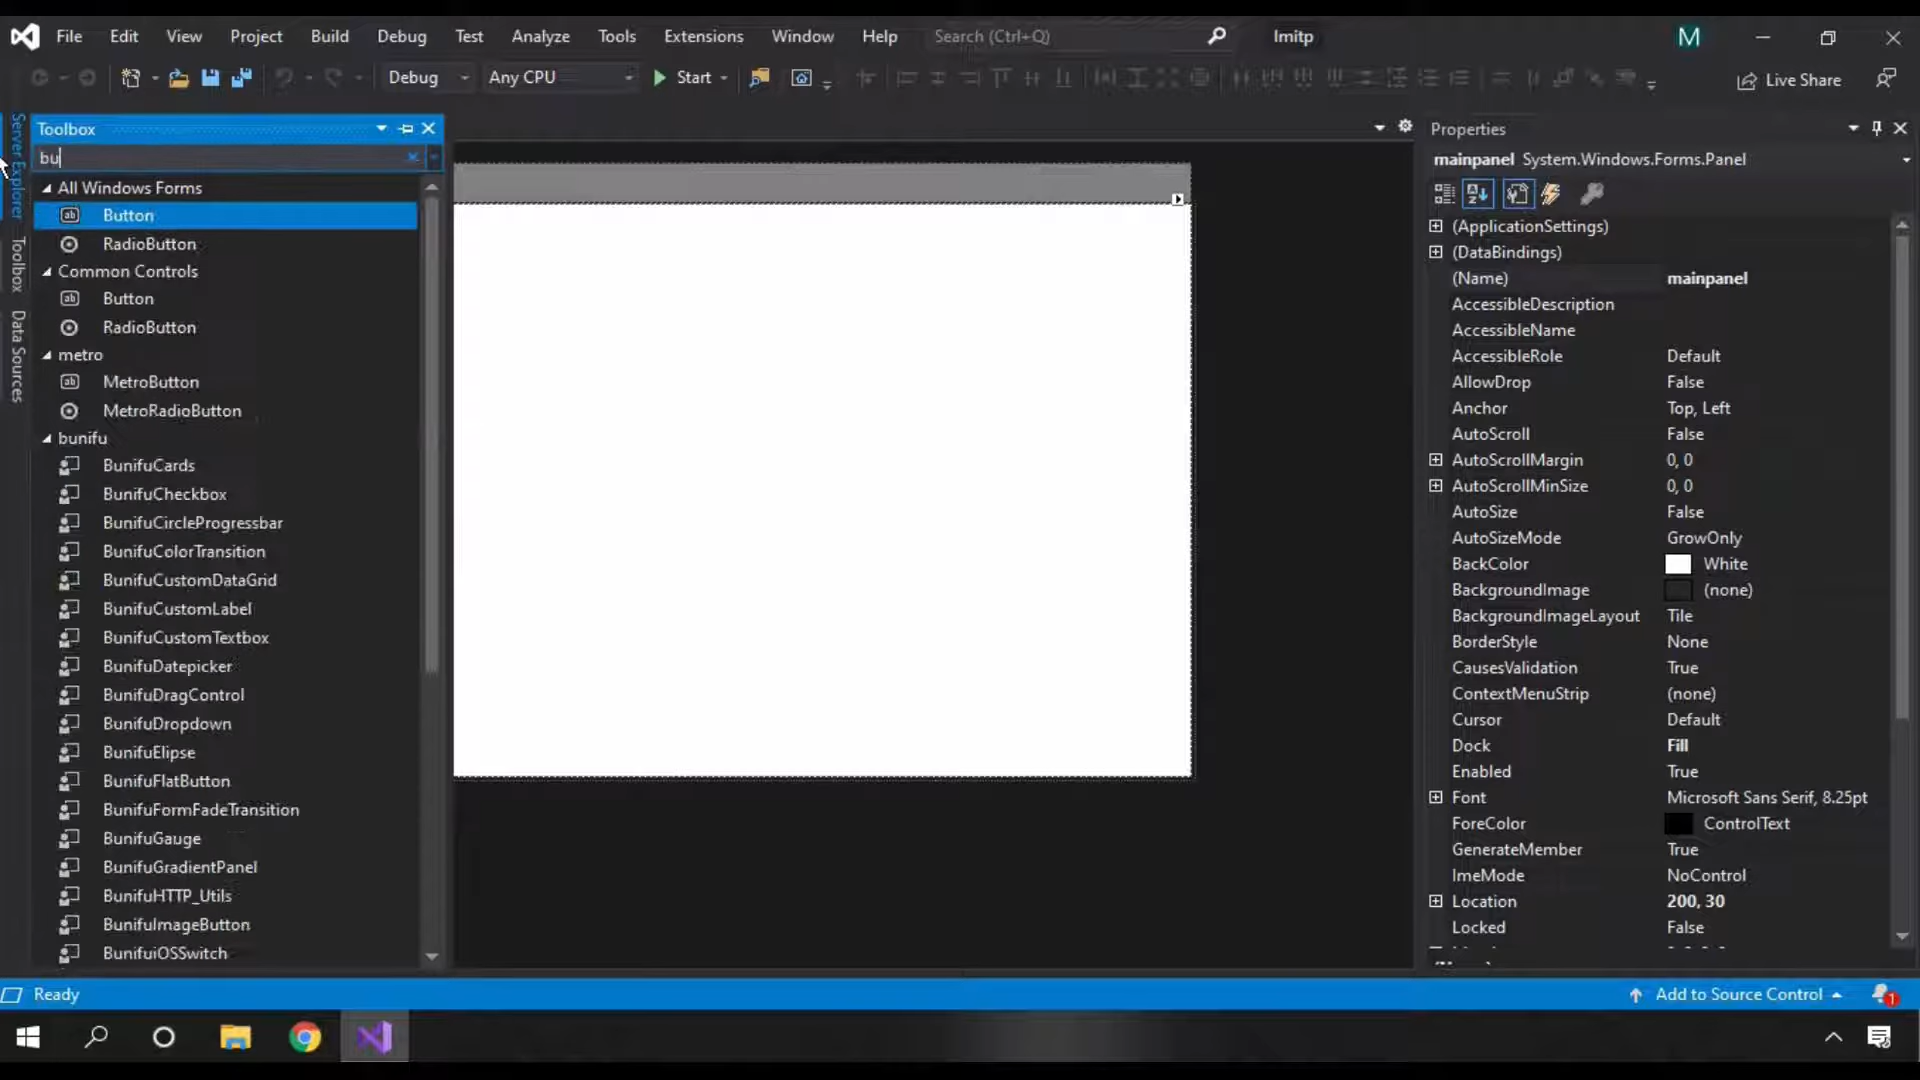 File Edit View Project Build Debug Test Analyze Tools Extensions Window Help Search (Ctrl+Q) lmitp M
Debug Any CPU Start Live Share
Server Explorer
Toolbox
Data Sources
Toolbox
bu
All Windows Forms
Button
RadioButton
Common Controls
Button
RadioButton
metro
MetroButton
MetroRadioButton
bunifu
BunifuCards
BunifuCheckbox
BunifuCircleProgressbar
BunifuColorTransition
BunifuCustomDataGrid
BunifuCustomLabel
BunifuCustomTextbox
BunifuDatepicker
BunifuDragControl
BunifuDropdown
BunifuElipse
BunifuFlatButton
BunifuFormFadeTransition
BunifuGauge
BunifuGradientPanel
BunifuHTTP_Utils
BunifuImageButton
BunifuiOSSwitch
Properties
mainpanel System.Windows.Forms.Panel
(ApplicationSettings)
(DataBindings)
(Name) mainpanel
AccessibleDescription
AccessibleName
AccessibleRole Default
AllowDrop False
Anchor Top, Left
AutoScroll False
AutoScrollMargin 0, 0
AutoScrollMinSize 0, 0
AutoSize False
AutoSizeMode GrowOnly
BackColor White
BackgroundImage (none)
BackgroundImageLayout Tile
BorderStyle None
CausesValidation True
ContextMenuStrip (none)
Cursor Default
Dock Fill
Enabled True
Font Microsoft Sans Serif, 8.25pt
ForeColor ControlText
GenerateMember True
ImeMode NoControl
Location 200, 30
Locked False
Ready Add to Source Control 1